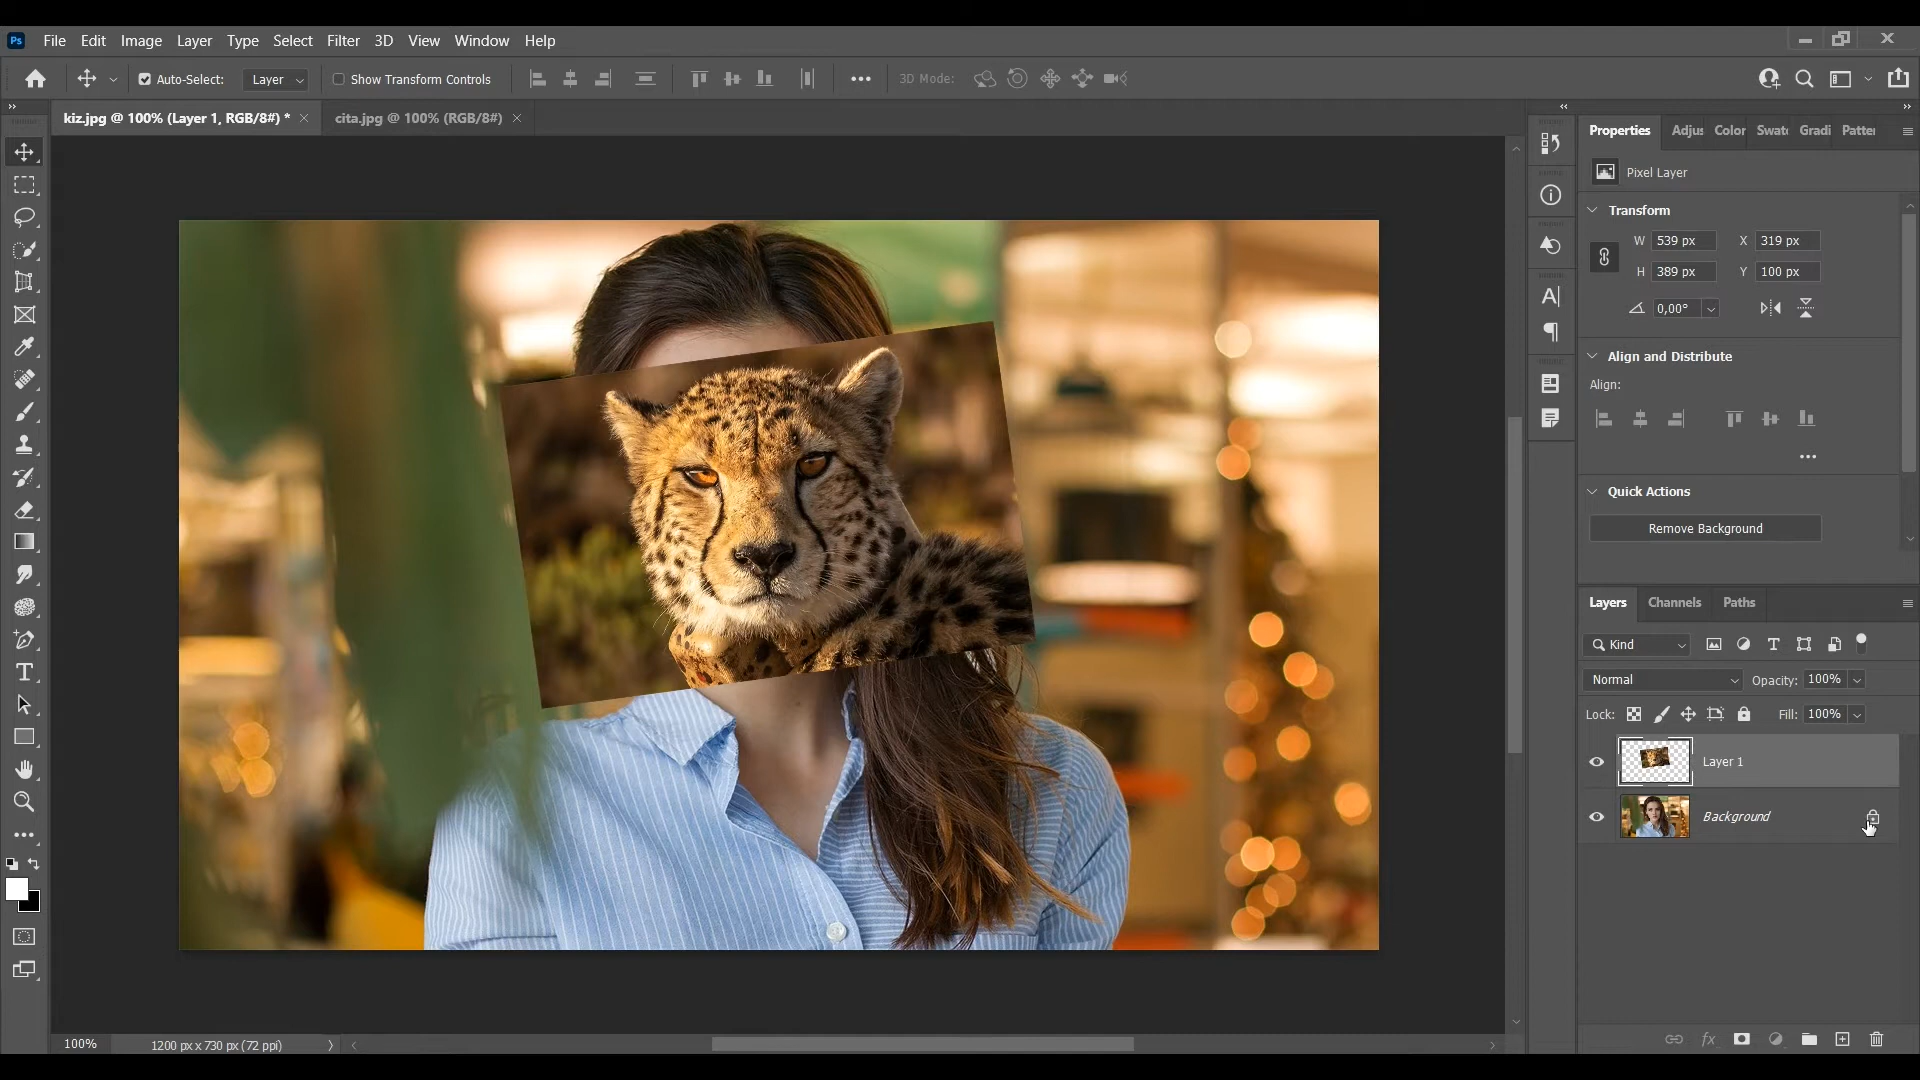 Ps File Edit Image Layer Type Select Filter 3D View Window Help
Auto-Select: Layer Show Transform Controls 3D Mode:
kiz.jpg @ 100% (Layer 1, RGB/8#) * cita.jpg @ 100% (RGB/8#)
Properties Adjus Color Swatc Gradi Patter
Pixel Layer
Transform
W 539 px X 319 px
H 389 px Y 100 px
0,00°
Align and Distribute
Align:
Quick Actions
Remove Background
Layers Channels Paths
Kind
Normal Opacity: 100%
Lock: Fill: 100%
Layer 1
Background
100% 1200 px x 730 px (72 ppi)